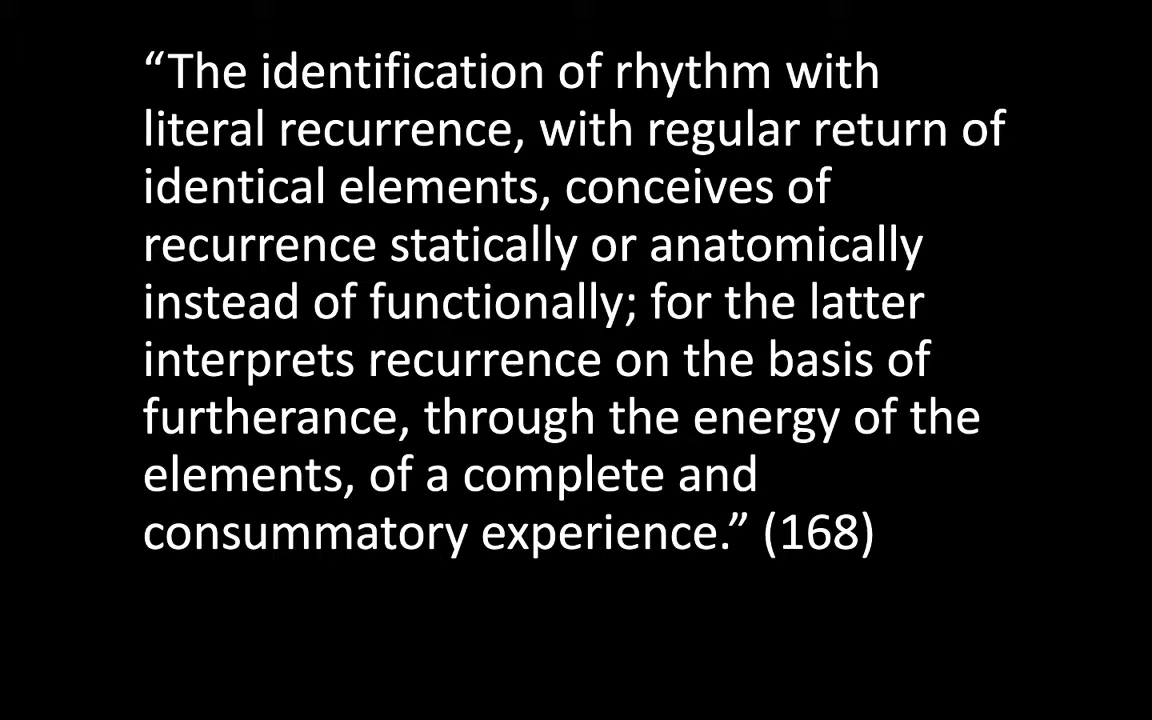 “The identification of rhythm with
literal recurrence, with regular return of
identical elements, conceives of
recurrence statically or anatomically
instead of functionally; for the latter
interprets recurrence on the basis of
furtherance, through the energy of the
elements, of a complete and
consummatory experience.” (168)